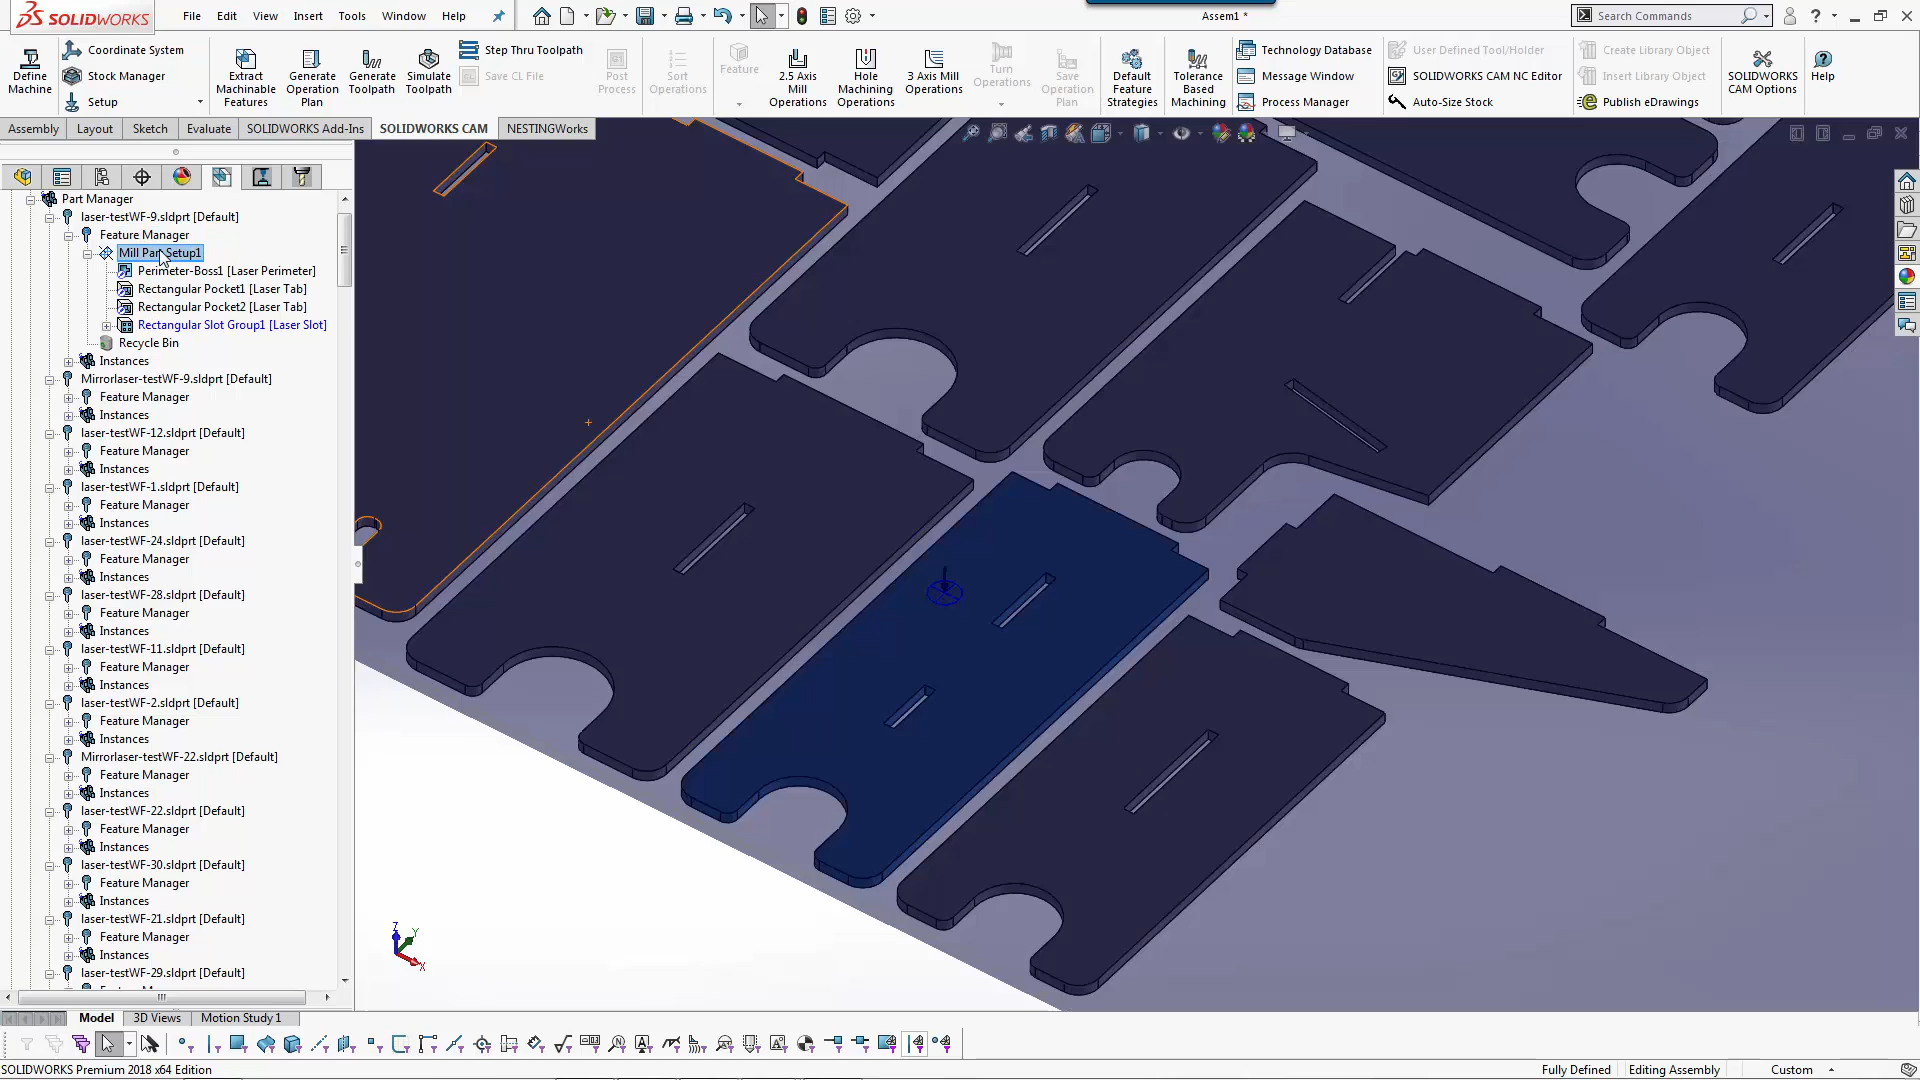 SOLIDWORKS File Edit View Insert Tools Window Help Assem1 * Search Commands
Define Machine
Coordinate System
Stock Manager
Setup
Extract Machinable Features
Generate Operation Plan
Generate Toolpath
Simulate Toolpath
Step Thru Toolpath
Save CL File
Post Process
Sort Operations
Feature
2.5 Axis Mill Operations
Hole Machining Operations
3 Axis Mill Operations
Turn Operations
Save Operation Plan
Default Feature Strategies
Tolerance Based Machining
Technology Database
Message Window
Process Manager
User Defined Tool/Holder
SOLIDWORKS CAM NC Editor
Auto-Size Stock
Create Library Object
Insert Library Object
Publish eDrawings
SOLIDWORKS CAM Options
Help
Assembly Layout Sketch Evaluate SOLIDWORKS Add-Ins SOLIDWORKS CAM NESTINGWorks
Part Manager
laser-testWF-9.sldprt [Default]
Feature Manager
Mill Part Setup1
Perimeter-Boss1 [Laser Perimeter]
Rectangular Pocket1 [Laser Tab]
Rectangular Pocket2 [Laser Tab]
Rectangular Slot Group1 [Laser Slot]
Recycle Bin
Instances
Mirrorlaser-testWF-9.sldprt [Default]
Feature Manager
Instances
laser-testWF-12.sldprt [Default]
Feature Manager
Instances
laser-testWF-1.sldprt [Default]
Feature Manager
Instances
laser-testWF-24.sldprt [Default]
Feature Manager
Instances
laser-testWF-28.sldprt [Default]
Feature Manager
Instances
laser-testWF-11.sldprt [Default]
Feature Manager
Instances
laser-testWF-2.sldprt [Default]
Feature Manager
Instances
Mirrorlaser-testWF-22.sldprt [Default]
Feature Manager
Instances
laser-testWF-22.sldprt [Default]
Feature Manager
Instances
laser-testWF-30.sldprt [Default]
Feature Manager
Instances
laser-testWF-21.sldprt [Default]
Feature Manager
Instances
laser-testWF-29.sldprt [Default]
Z
Y
X
Model 3D Views Motion Study 1
SOLIDWORKS Premium 2018 x64 Edition Fully Defined Editing Assembly Custom